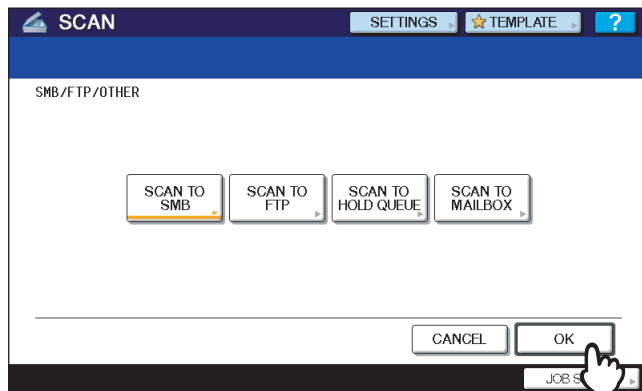 SCAN
SETTINGS
TEMPLATE
?
SMB/FTP/OTHER
SCAN TO
SMB
SCAN TO
FTP
SCAN TO
HOLD QUEUE
SCAN TO
MAILBOX
CANCEL
OK
JOB